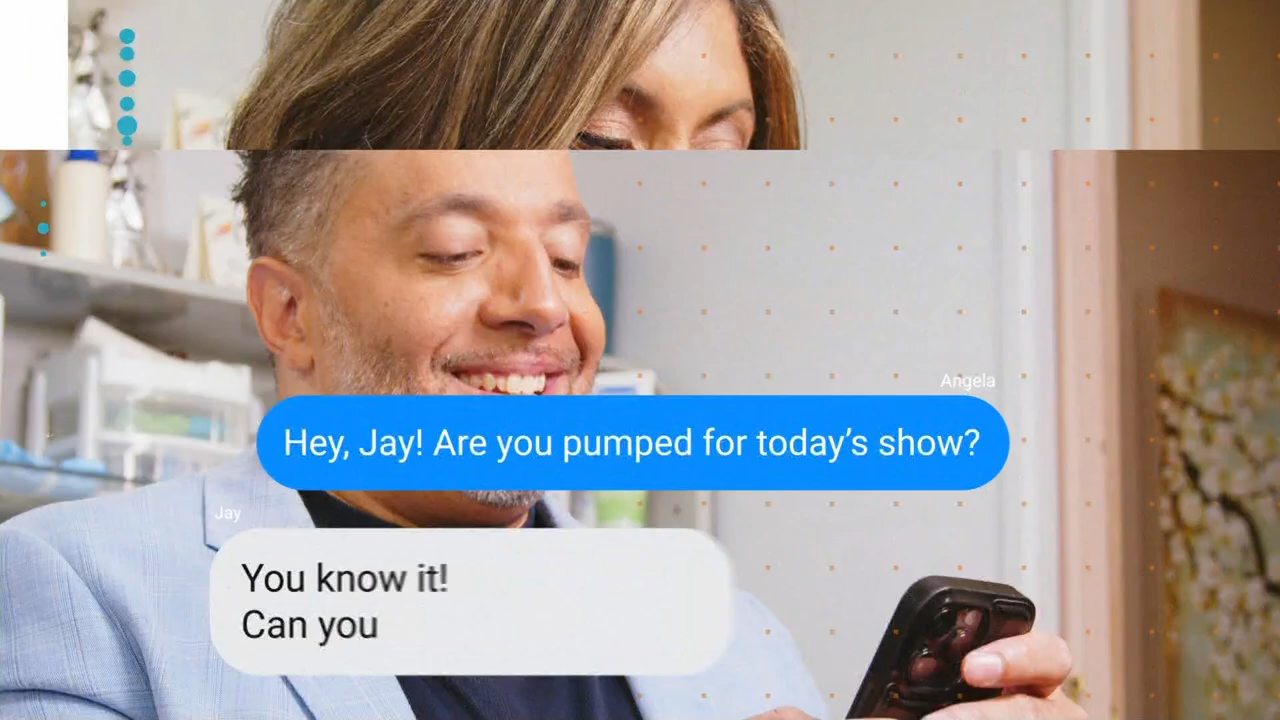 Angela
Hey, Jay! Are you pumped for today’s show?
Jay
You know it!
Can you